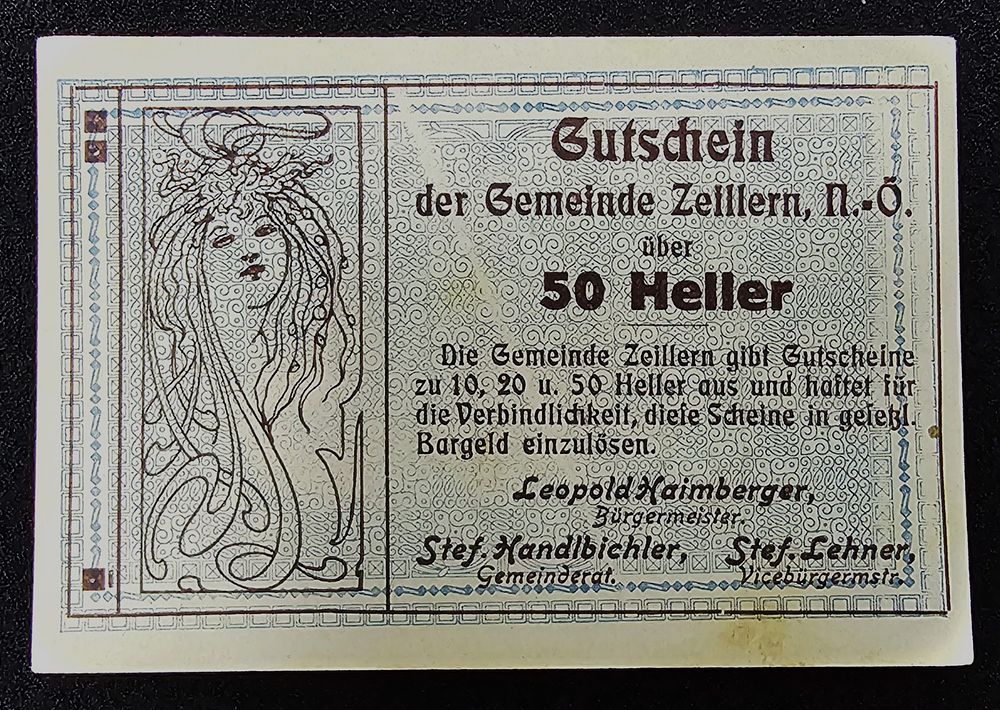 Gutschein
der Gemeinde Zeillern, N.-Ö.
über
50 Heller
Die Gemeinde Zeillern gibt Gutscheine
zu 10, 20 u. 50 Heller aus und haftet für
die Verbindlichkeit, diese Scheine in gesetzl.
Bargeld einzulösen.
Leopold Haimberger,
Bürgermeister.
Stef. Handlbichler, Stef. Lehner,
Gemeinderat. Vicebürgermstr.